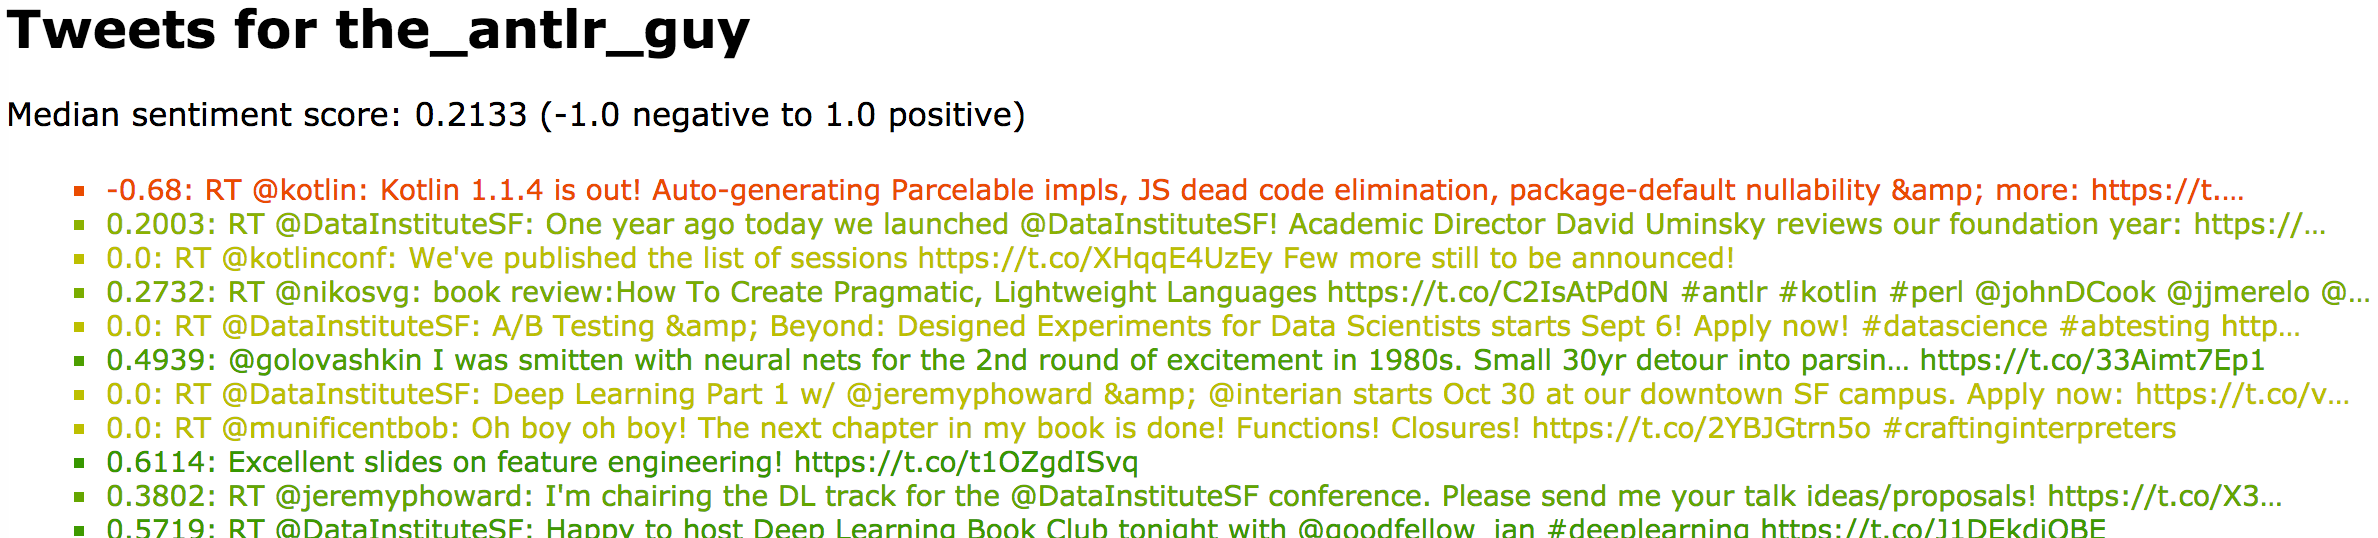 Tweets for the_antlr_guy
Median sentiment score: 0.2133 (-1.0 negative to 1.0 positive)
-0.68: RT @kotlin: Kotlin 1.1.4 is out! Auto-generating Parcelable impls, JS dead code elimination, package-default nullability &amp; more: https://t.…
0.2003: RT @DataInstituteSF: One year ago today we launched @DataInstituteSF! Academic Director David Uminsky reviews our foundation year: https://…
0.0: RT @kotlinconf: We've published the list of sessions https://t.co/XHqqE4UzEy Few more still to be announced!
0.2732: RT @nikosvg: book review:How To Create Pragmatic, Lightweight Languages https://t.co/C2IsAtPd0N #antlr #kotlin #perl @johnDCook @jjmerelo @…
0.0: RT @DataInstituteSF: A/B Testing &amp; Beyond: Designed Experiments for Data Scientists starts Sept 6! Apply now! #datascience #abtesting http…
0.4939: @golovashkin I was smitten with neural nets for the 2nd round of excitement in 1980s. Small 30yr detour into parsin… https://t.co/33Aimt7Ep1
0.0: RT @DataInstituteSF: Deep Learning Part 1 w/ @jeremyphoward &amp; @interian starts Oct 30 at our downtown SF campus. Apply now: https://t.co/v…
0.0: RT @munificentbob: Oh boy oh boy! The next chapter in my book is done! Functions! Closures! https://t.co/2YBJGtrn5o #craftinginterpreters
0.6114: Excellent slides on feature engineering! https://t.co/t1OZgdISvq
0.3802: RT @jeremyphoward: I'm chairing the DL track for the @DataInstituteSF conference. Please send me your talk ideas/proposals! https://t.co/X3…
0.5719: RT @DataInstituteSF: Happy to host Deep Learning Book Club tonight with @goodfellow_ian #deeplearning https://t.co/J1DEkdiOBE